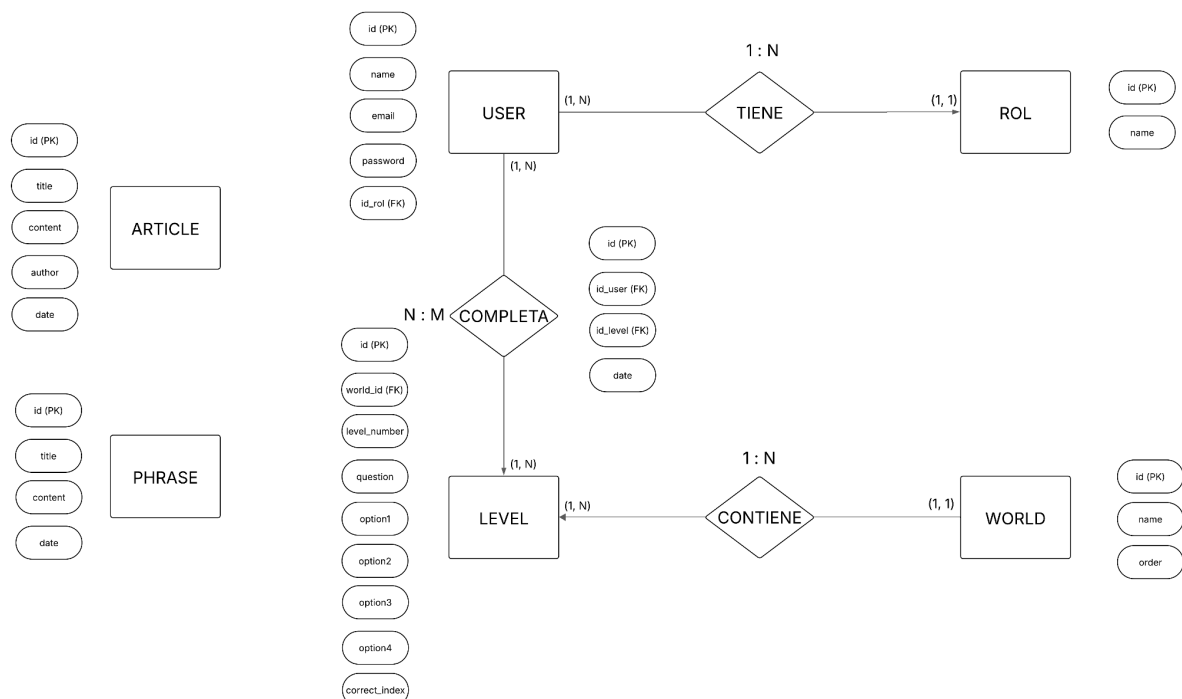 id (PK)
name
email
password
id_rol (FK)
USER
(1, N)
1 : N
TIENE
(1, 1)
ROL
id (PK)
name
id (PK)
title
content
author
date
ARTICLE
(1, N)
N : M
COMPLETA
id (PK)
id_user (FK)
id_level (FK)
date
id (PK)
world_id (FK)
level_number
question
option1
option2
option3
option4
correct_index
(1, N)
LEVEL
(1, N)
1 : N
CONTIENE
(1, 1)
WORLD
id (PK)
name
order
id (PK)
title
content
date
PHRASE